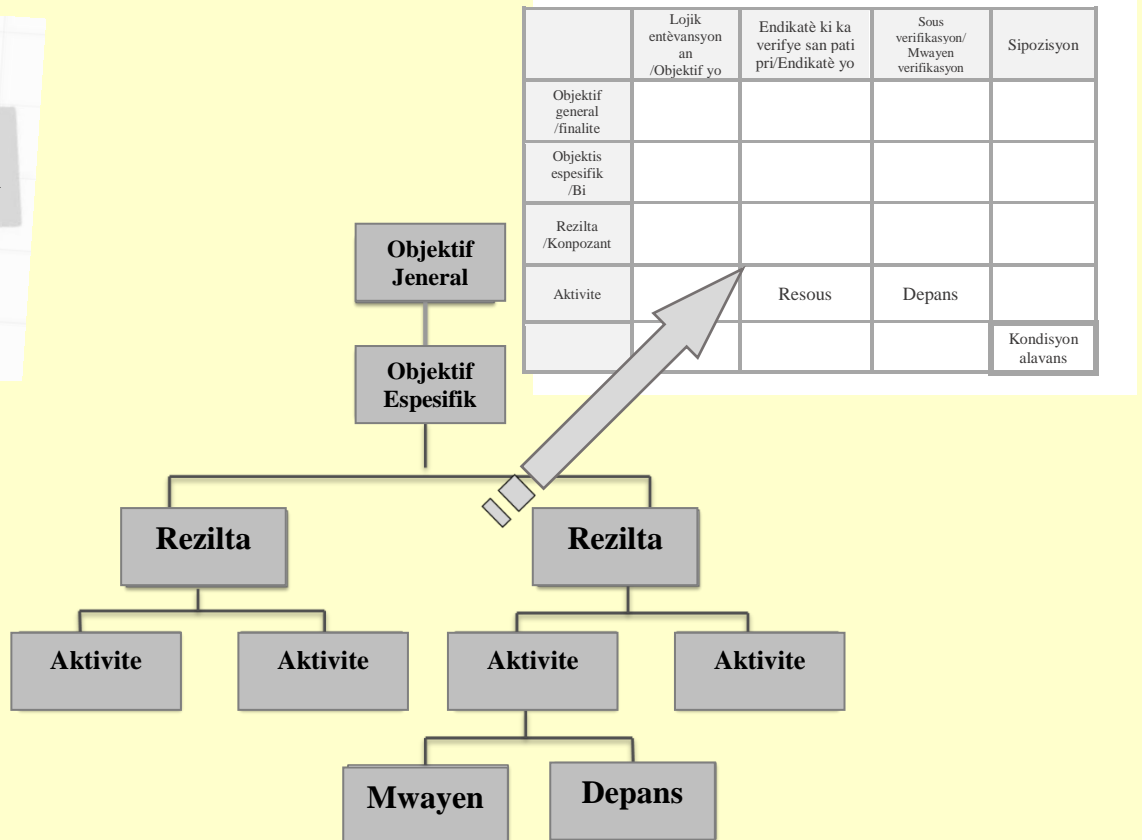 Lojik
entèvansyon
an
/Objektif yo
Endikatè ki ka
verifye san pati
pri/Endikatè yo
Sous
verifikasyon/
Mwayen
verifikasyon
Sipozisyon
Objektif
general
/finalite
Objektis
espesifik
/Bi
Rezilta
/Konpozant
Aktivite
Resous
Depans
Kondisyon
alavans
Objektif
Jeneral
Objektif
Espesifik
Rezilta
Rezilta
Aktivite
Aktivite
Aktivite
Aktivite
Mwayen
Depans